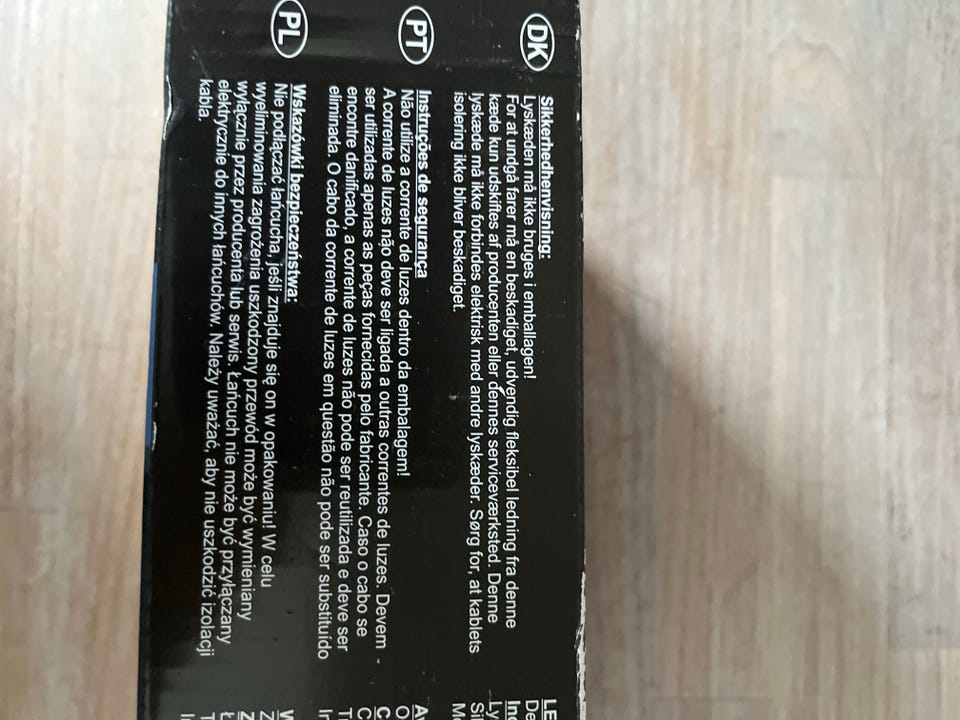 DK
Sikkerhedhenvisning:
Lyskæden må ikke bruges i emballagen!
For at undgå farer må en beskadiget, udvendig fleksibel ledning fra denne
kæde kun udskiftes af producenten eller dennes serviceværksted. Denne
lyskæde må ikke forbindes elektrisk med andre lyskæder. Sørg for, at kablets
isolering ikke bliver beskadiget.
PT
Instruções de segurança
Não utilize a corrente de luzes dentro da embalagem!
A corrente de luzes não deve ser ligada a outras correntes de luzes. Devem -
ser utilizadas apenas as peças fornecidas pelo fabricante. Caso o cabo se
encontre danificado, a corrente de luzes não pode ser reutilizada e deve ser
eliminada. O cabo da corrente de luzes em questão não pode ser substituído
PL
Wskazówki bezpieczeństwa:
Nie podłączać łańcucha, jeśli znajduje się on w opakowaniu! W celu
wyeliminowania zagrożenia uszkodzony przewód może być wymieniany
wyłącznie przez producenta lub serwis. Łańcuch nie może być przyłączany
elektrycznie do innych łańcuchów. Należy uważać, aby nie uszkodzić izolacji
kabla.